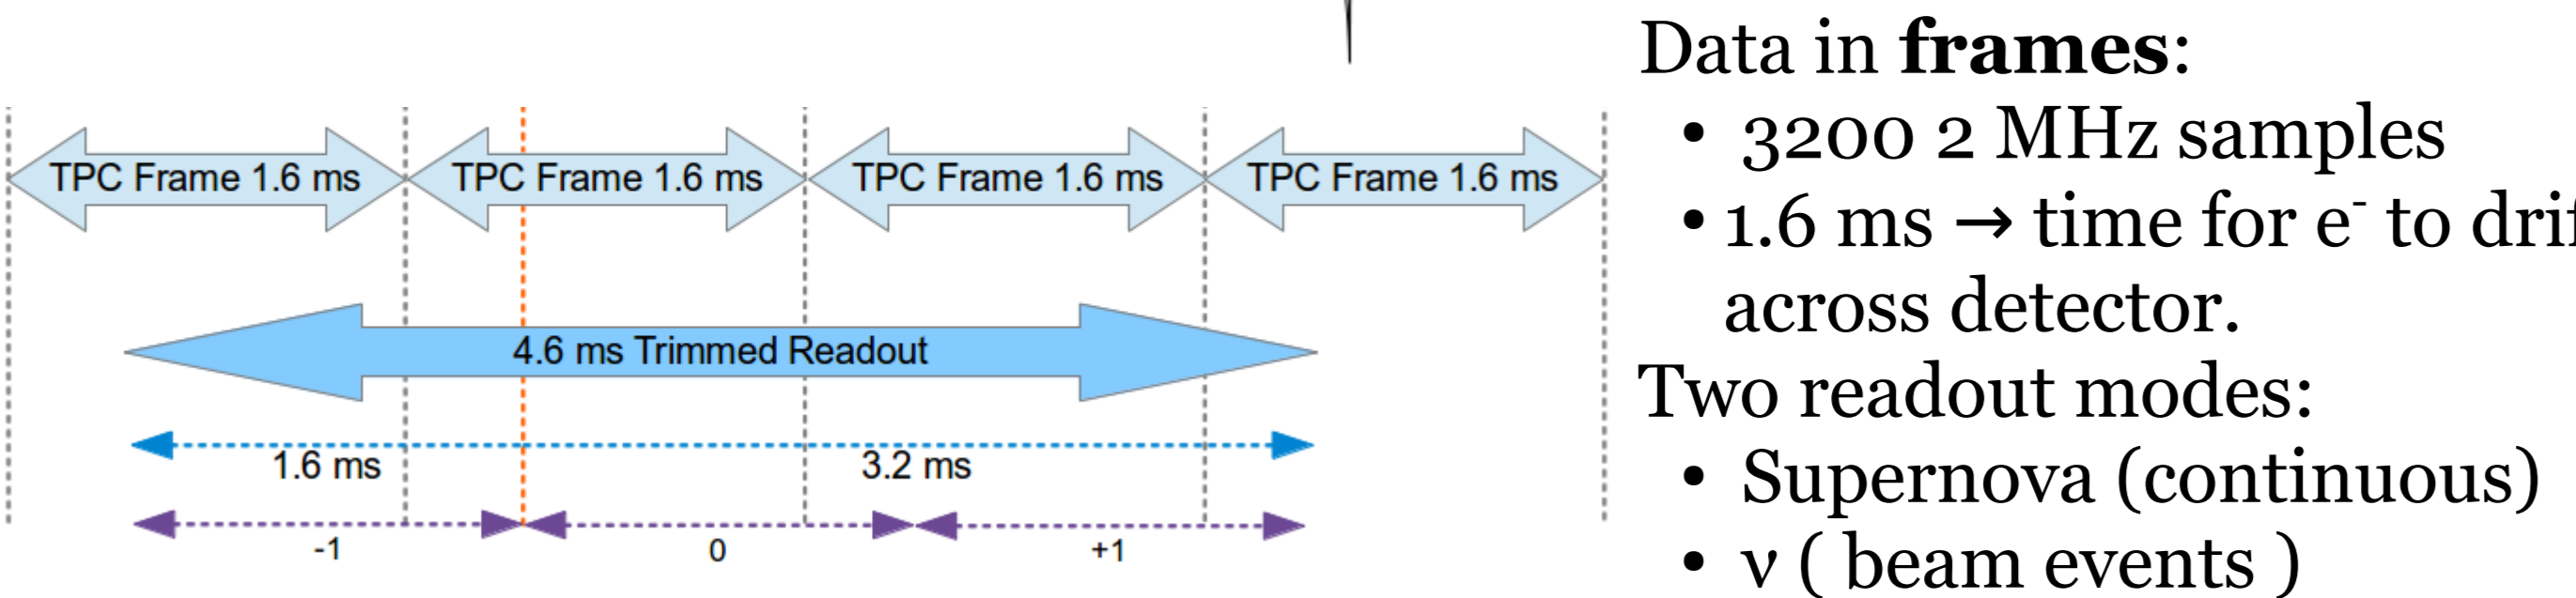 TPC Frame 1.6 ms TPC Frame 1.6 ms TPC Frame 1.6 ms TPC Frame 1.6 ms
4.6 ms Trimmed Readout
1.6 ms 3.2 ms
-1 0 +1
Data in frames:
• 3200 2 MHz samples
• 1.6 ms → time for e⁻ to
across detector.
Two readout modes:
• Supernova (continuous)
• ν ( beam events )